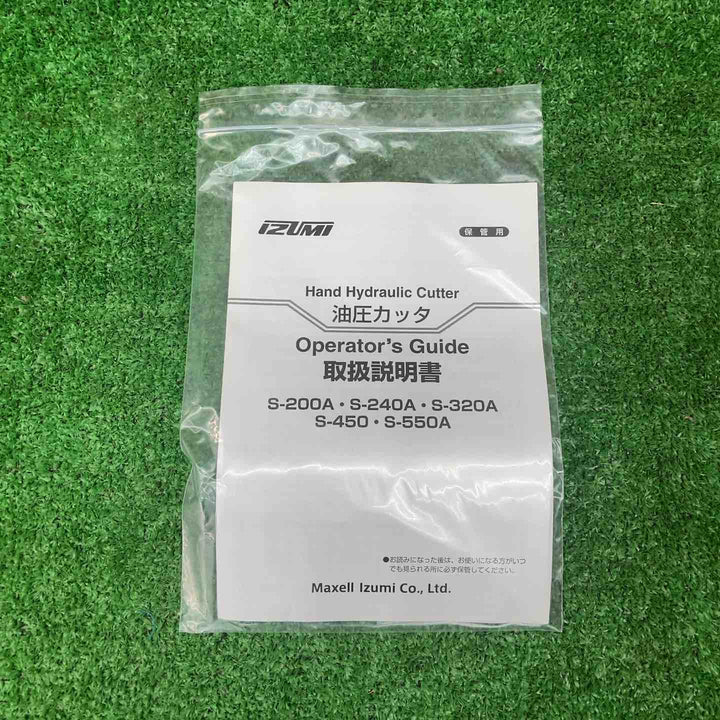 IZUMI
保管用
Hand Hydraulic Cutter
油圧カッタ
Operator's Guide
取扱説明書
S-200A・S-240A・S-320A
S-450・S-550A
●お読みになった後は、お使いになる方がいつ
でも見られる所に必ず保管してください。
Maxell Izumi Co., Ltd.